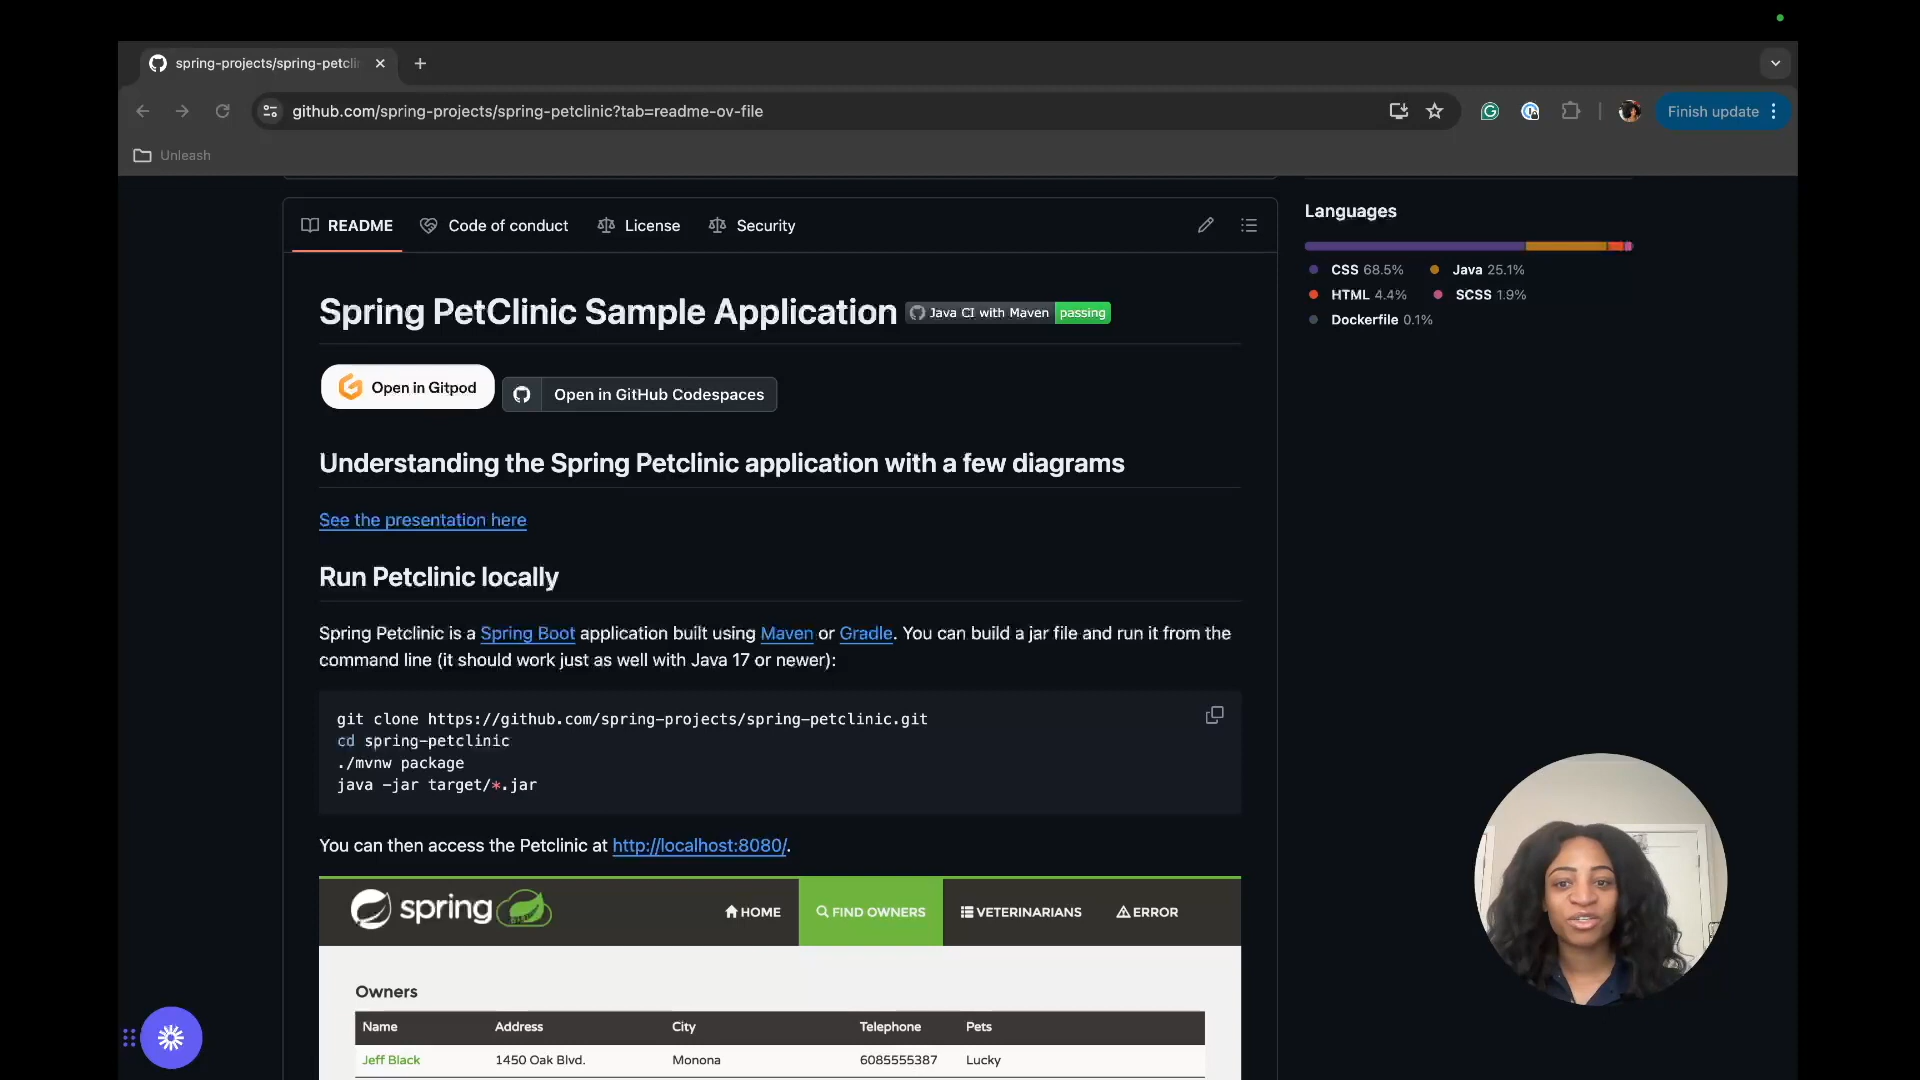 spring-projects/spring-petcli
github.com/spring-projects/spring-petclinic?tab=readme-ov-file
Finish update
Unleash
README
Code of conduct
License
Security
Languages
CSS 68.5%
Java 25.1%
HTML 4.4%
SCSS 1.9%
Dockerfile 0.1%
Spring PetClinic Sample Application
Java CI with Maven passing
Open in Gitpod
Open in GitHub Codespaces
Understanding the Spring Petclinic application with a few diagrams
See the presentation here
Run Petclinic locally
Spring Petclinic is a Spring Boot application built using Maven or Gradle. You can build a jar file and run it from the
command line (it should work just as well with Java 17 or newer):
git clone https://github.com/spring-projects/spring-petclinic.git
cd spring-petclinic
./mvnw package
java -jar target/*.jar
You can then access the Petclinic at http://localhost:8080/.
spring
HOME
FIND OWNERS
VETERINARIANS
ERROR
Owners
Name Address City Telephone Pets
Jeff Black 1450 Oak Blvd. Monona 6085555387 Lucky